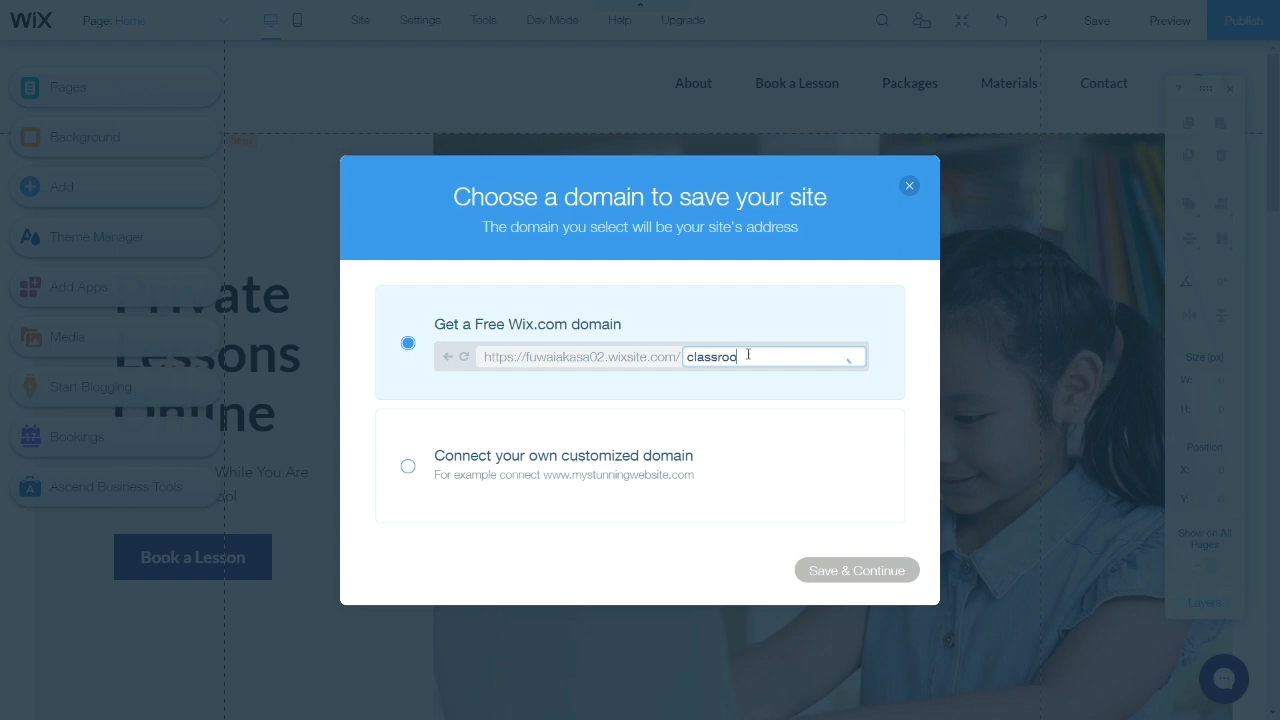 WiX Page: Home Site Settings Tools Dev Mode Help Upgrade Save Preview Publish
About Book a Lesson Packages Materials Contact
Pages
Background
Add
Theme Manager
Add Apps
Media
Start Blogging
Bookings
Ascend Business Tools
Private
Lessons
Online
While You Are
Book a Lesson
Choose a domain to save your site
The domain you select will be your site's address
Get a Free Wix.com domain
https://fuwaiakasa02.wixsite.com/ classroo
Connect your own customized domain
For example connect www.mystunningwebsite.com
Save & Continue
?
Size (px)
W:
H:
Position
X:
Y:
Show on All
Pages
Layers